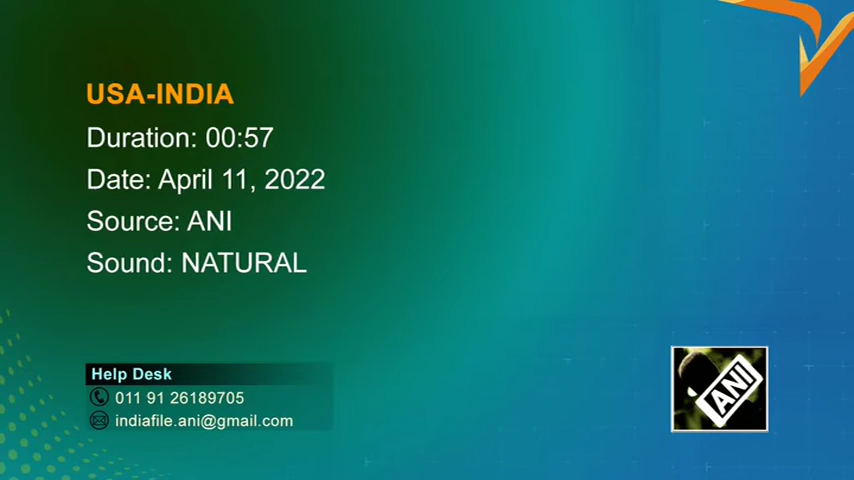 USA-INDIA
Duration: 00:57
Date: April 11, 2022
Source: ANI
Sound: NATURAL
Help Desk
011 91 26189705
indiafile.ani@gmail.com
ANI